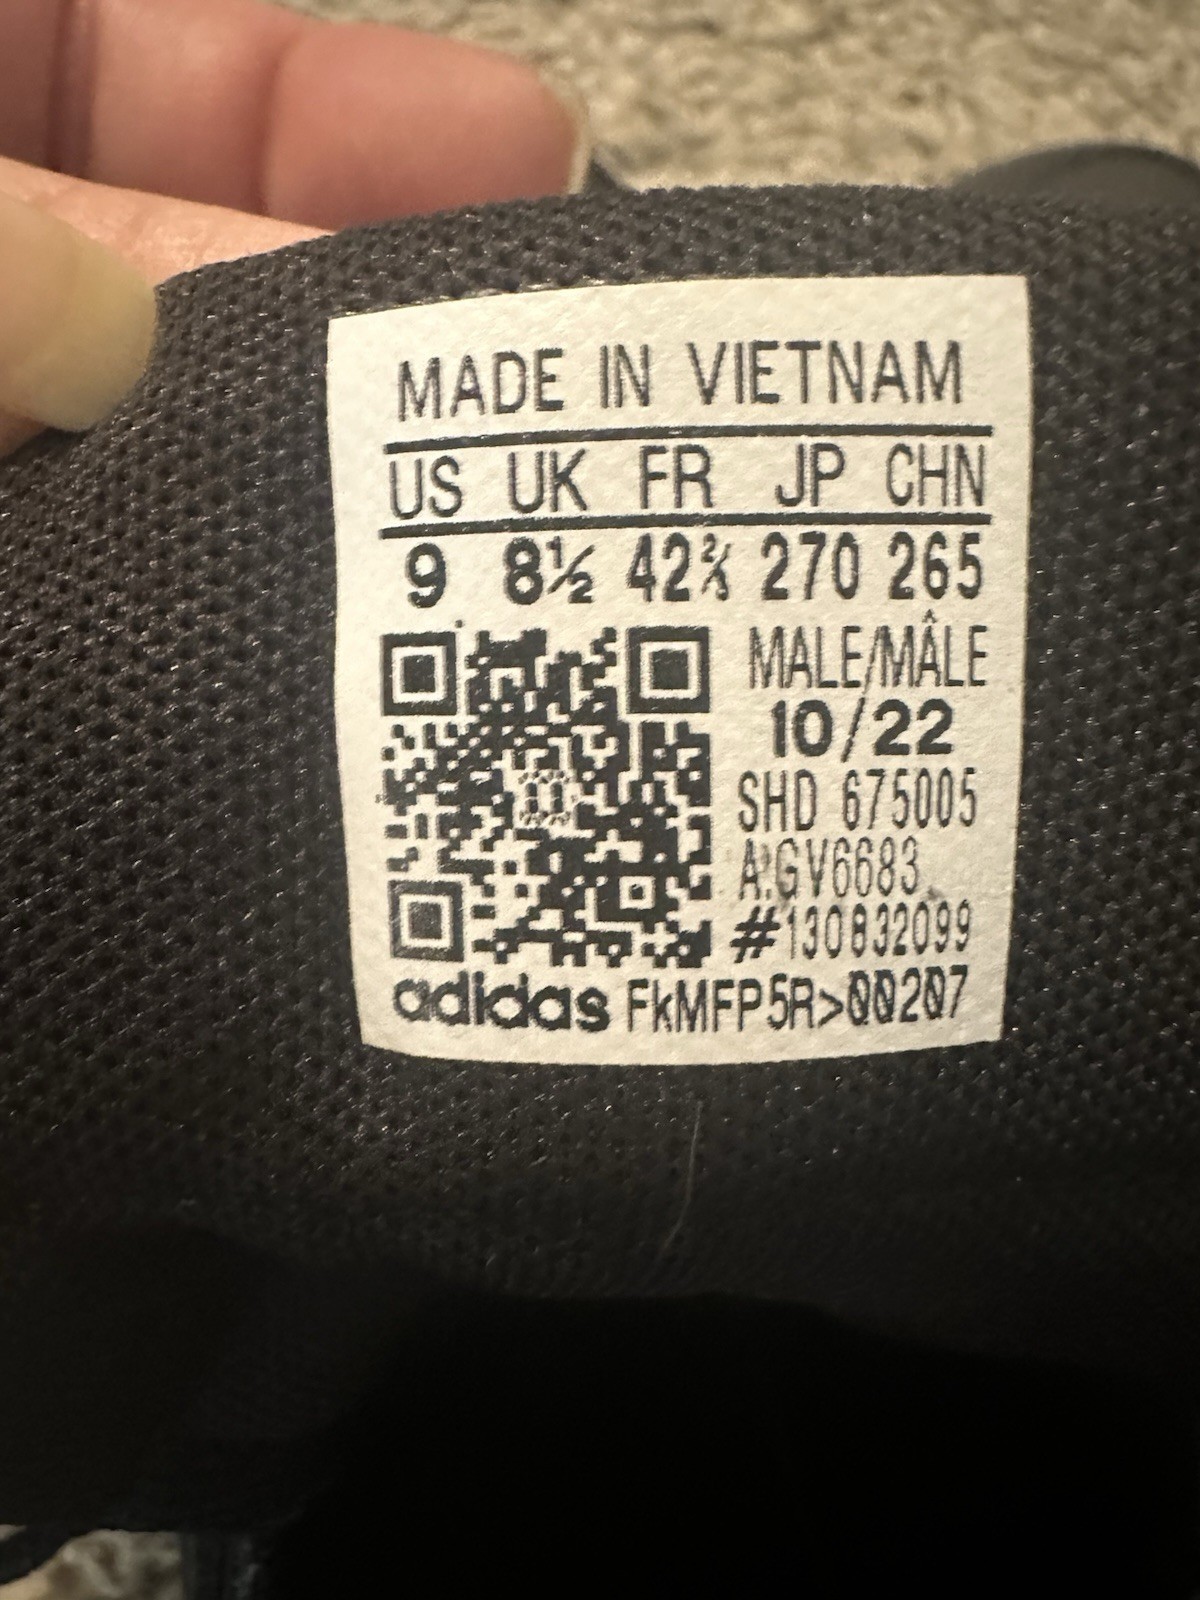 MADE IN VIETNAM
US UK FR JP CHN
9 8½ 42⅔ 270 265
MALE/MÂLE
10/22
SHD 675005
A:GV6683
#130832099
adidas FkMFP5R>00207